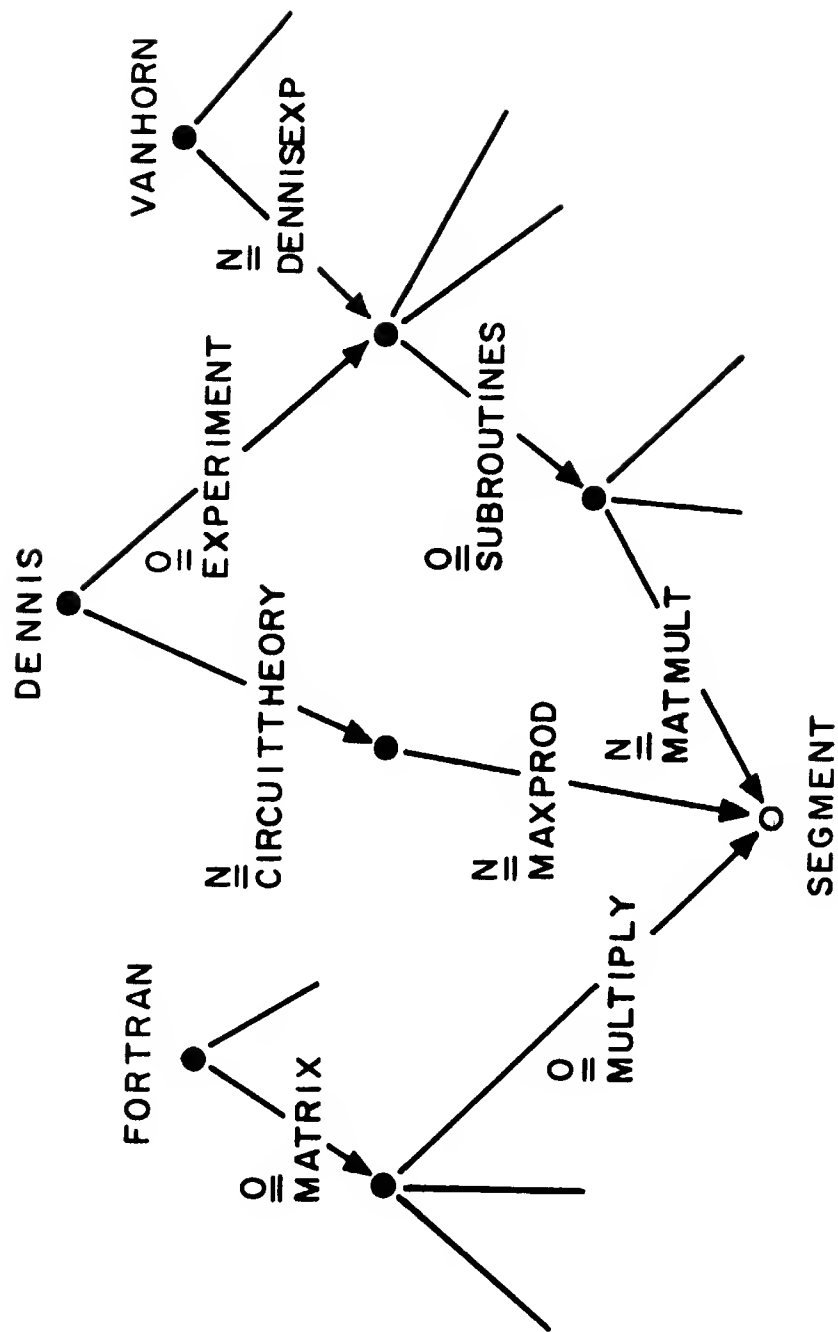 DENNIS
FORTRAN
VANHORN
O
EXPERIMENT
N
CIRCUITTHEORY
N
DENNISEXP
O
MATRIX
O
SUBROUTINES
N
MAXPROD
O
MULTIPLY
N
MATMULT
SEGMENT